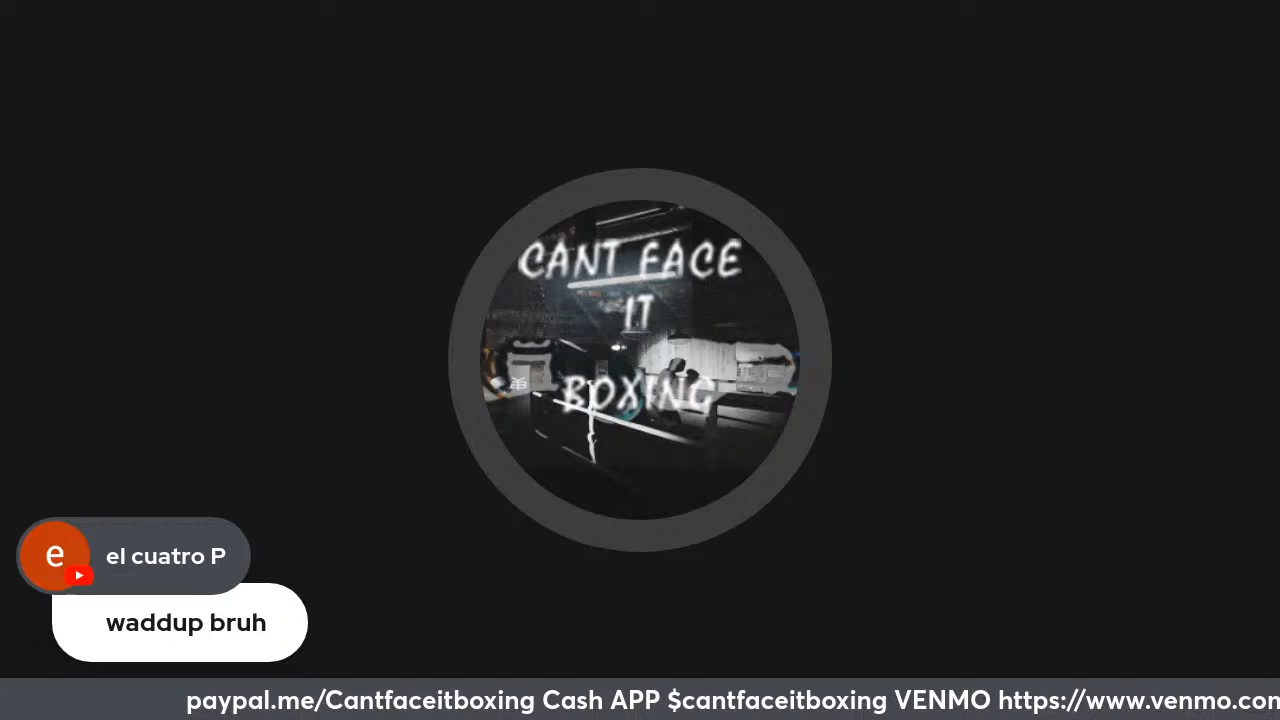 CANT FACE
IT
BOXING
e
el cuatro P
waddup bruh
paypal.me/Cantfaceitboxing Cash APP $cantfaceitboxing VENMO https://www.venmo.con